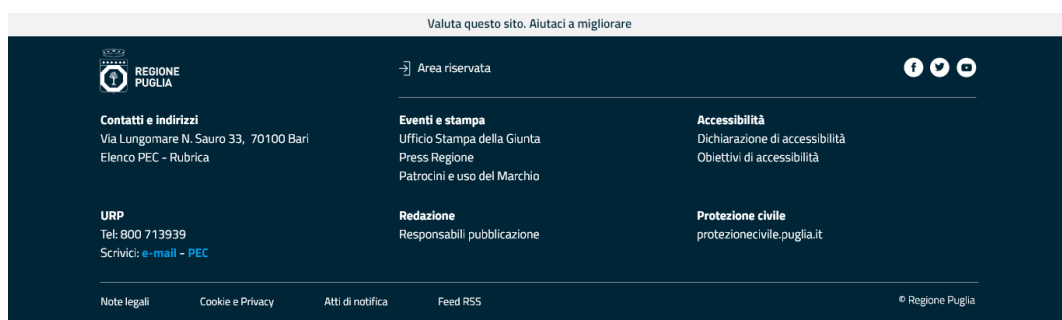 Valuta questo sito. Aiutaci a migliorare
REGIONE
PUGLIA
Area riservata
Contatti e indirizzi
Via Lungomare N. Sauro 33, 70100 Bari
Elenco PEC - Rubrica
Eventi e stampa
Ufficio Stampa della Giunta
Press Regione
Patrocini e uso del Marchio
Accessibilità
Dichiarazione di accessibilità
Obiettivi di accessibilità
URP
Tel: 800 713939
Scrivici: e-mail - PEC
Redazione
Responsabili pubblicazione
Protezione civile
protezionecivile.puglia.it
Note legali
Cookie e Privacy
Atti di notifica
Feed RSS
© Regione Puglia